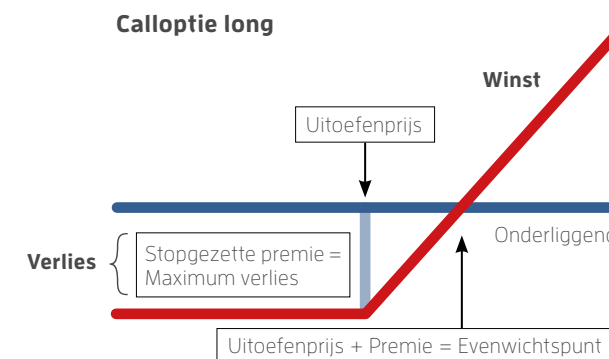 Calloptie long
Winst
Uitoefenprijs
Onderliggend
Verlies
Stopgezette premie =
Maximum verlies
Uitoefenprijs + Premie = Evenwichtspunt